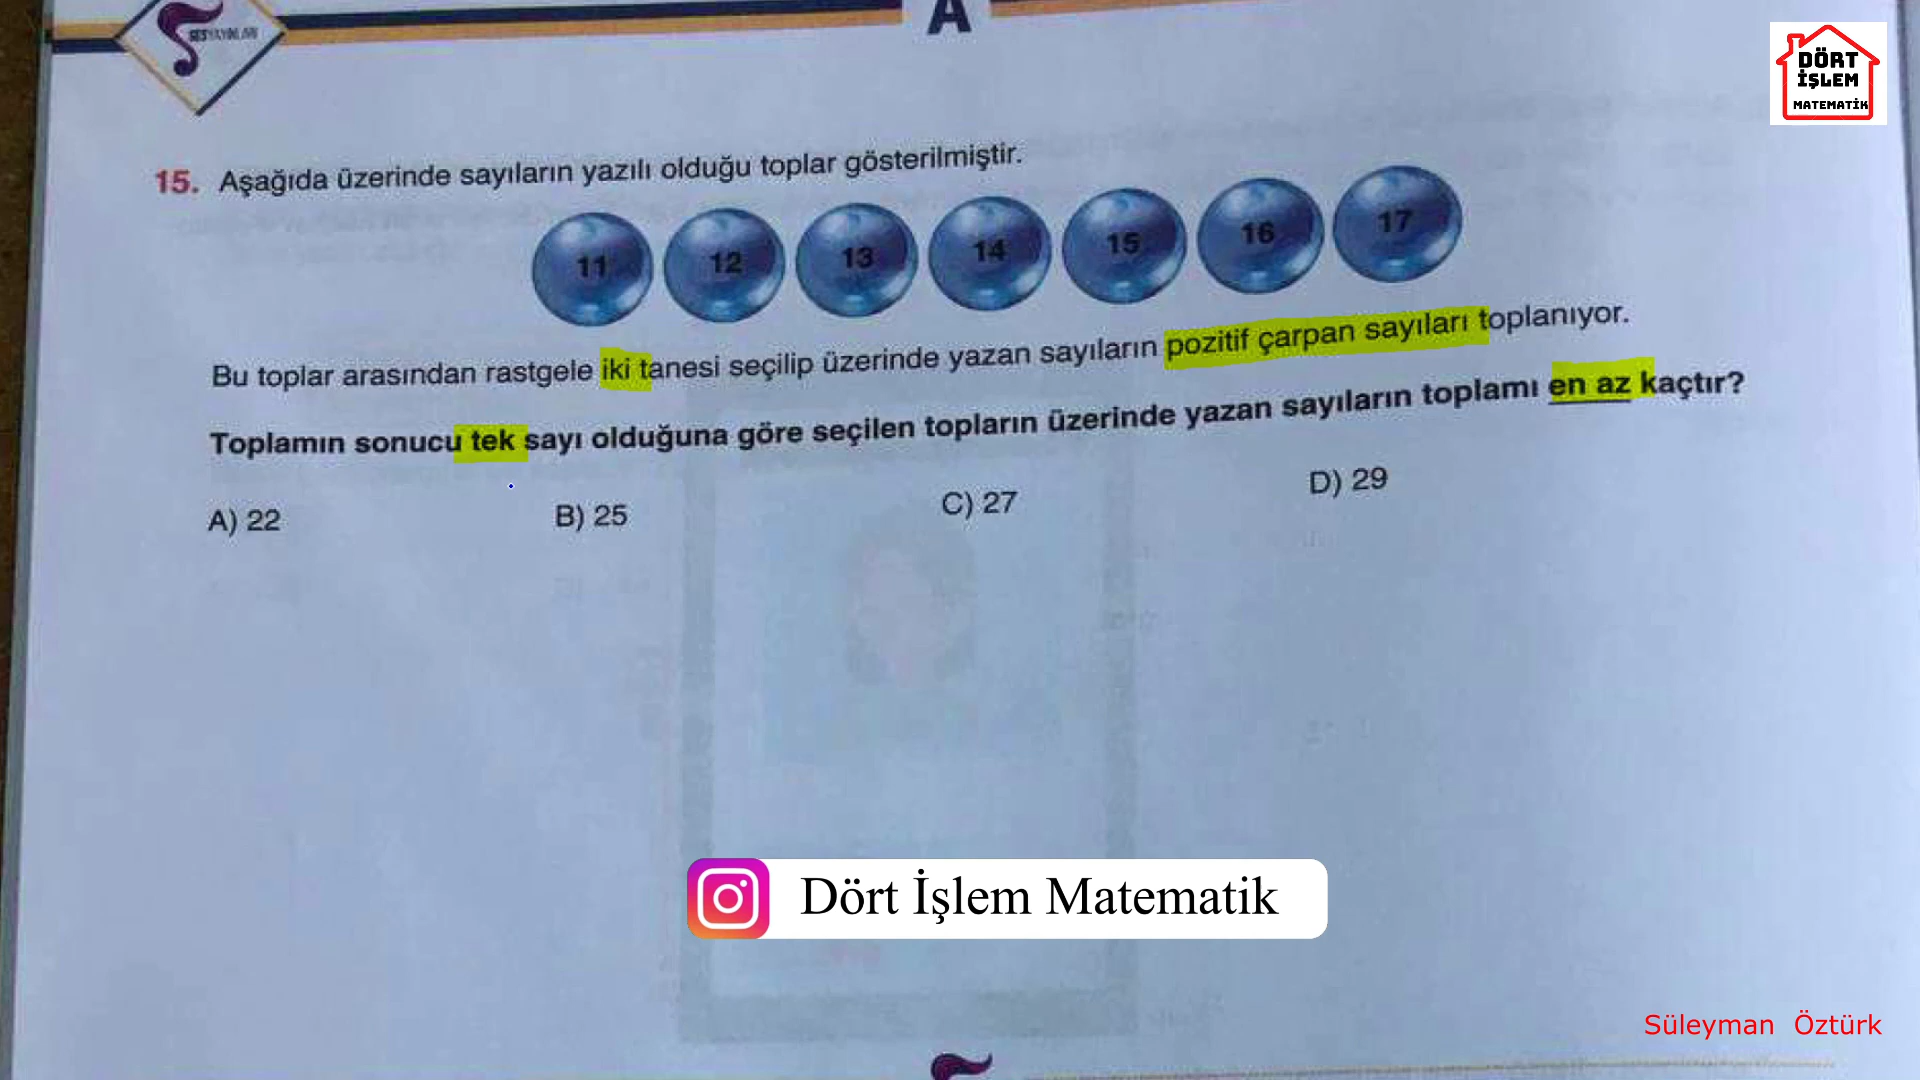 SES YAYINLARI
A
DÖRT
İŞLEM
MATEMATİK
15. Aşağıda üzerinde sayıların yazılı olduğu toplar gösterilmiştir.
11 12 13 14 15 16 17
Bu toplar arasından rastgele iki tanesi seçilip üzerinde yazan sayıların pozitif çarpan sayıları toplanıyor.
Toplamın sonucu tek sayı olduğuna göre seçilen topların üzerinde yazan sayıların toplamı en az kaçtır?
A) 22 B) 25 C) 27 D) 29
Dört İşlem Matematik
Süleyman Öztürk